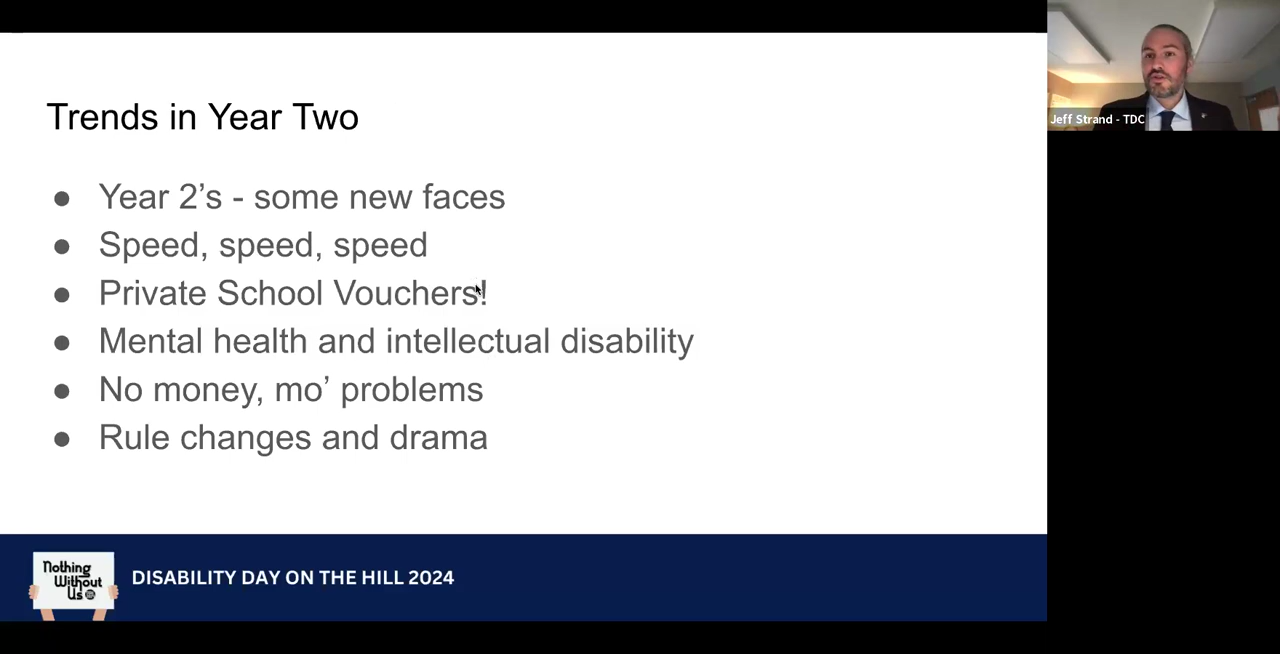 Trends in Year Two
● Year 2’s - some new faces
● Speed, speed, speed
● Private School Vouchers!
● Mental health and intellectual disability
● No money, mo’ problems
● Rule changes and drama
Nothing
Without
Us
DISABILITY DAY ON THE HILL 2024
Jeff Strand - TDC